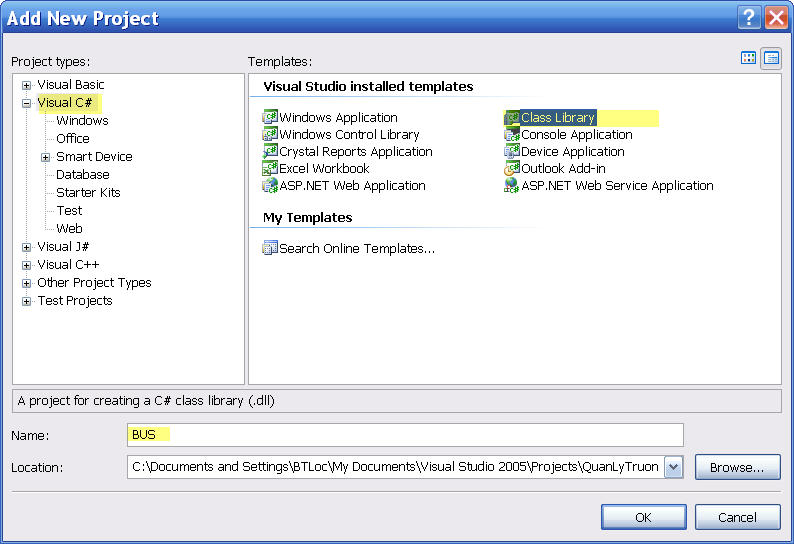 Add New Project
Project types:
Visual Basic
Visual C#
Windows
Office
Smart Device
Database
Starter Kits
Test
Web
Visual J#
Visual C++
Other Project Types
Test Projects
Templates:
Visual Studio installed templates
Windows Application
Windows Control Library
Crystal Reports Application
Excel Workbook
ASP.NET Web Application
Class Library
Console Application
Device Application
Outlook Add-in
ASP.NET Web Service Application
My Templates
Search Online Templates...
A project for creating a C# class library (.dll)
Name:
BUS
Location:
C:\Documents and Settings\BTLoc\My Documents\Visual Studio 2005\Projects\QuanLyTruon
Browse...
OK
Cancel